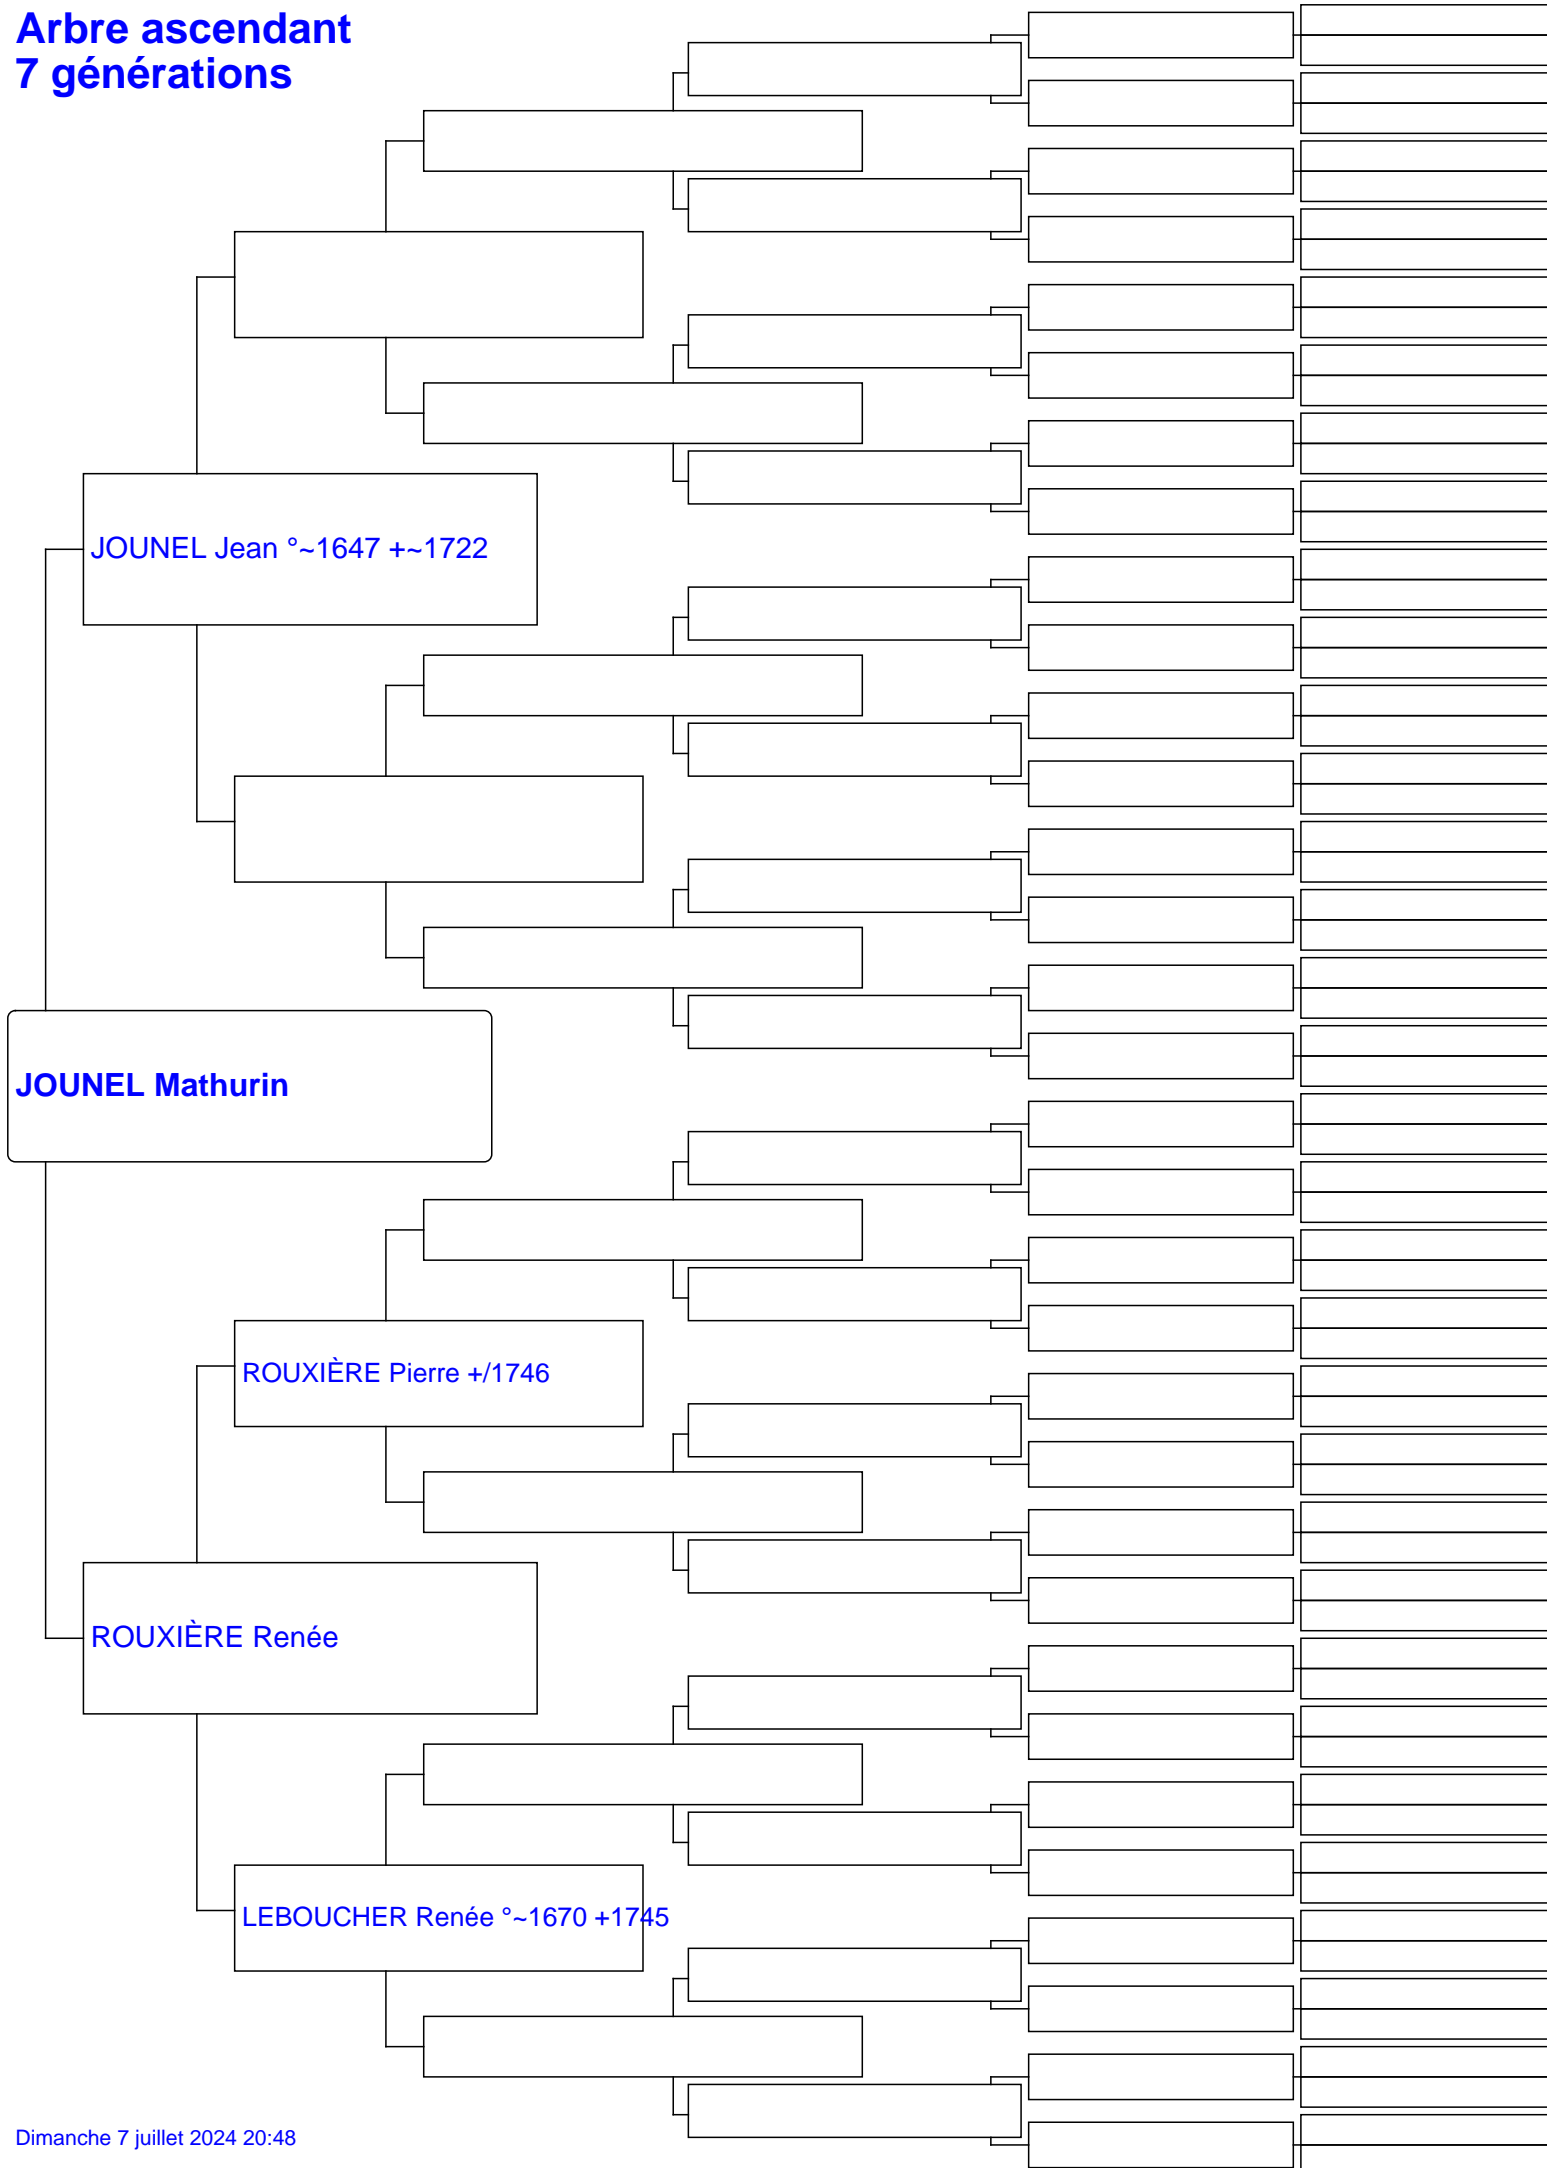 Arbre ascendant
7 générations
JOUNEL Jean °~1647 +~1722
JOUNEL Mathurin
ROUXIÈRE Pierre +/1746
ROUXIÈRE Renée
LEBOUCHER Renée °~1670 +1745
Dimanche 7 juillet 2024 20:48